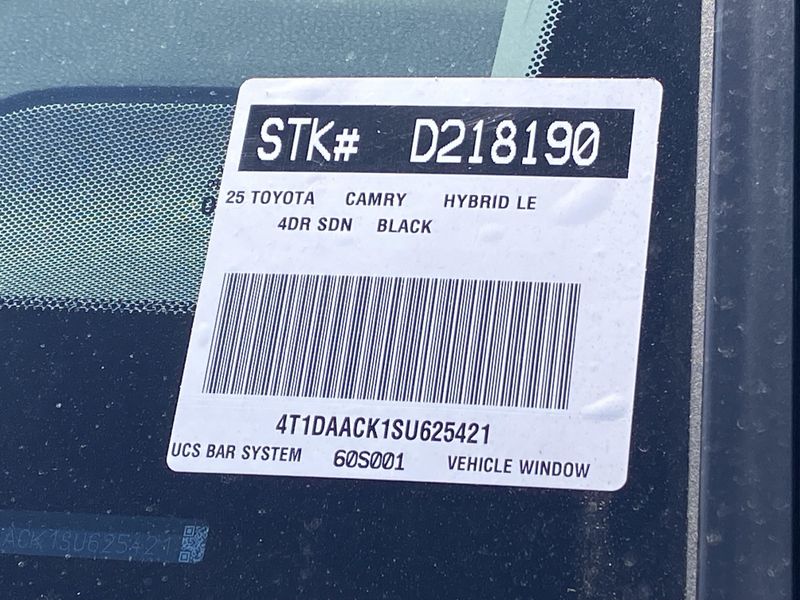 STK# D218190
25 TOYOTA CAMRY HYBRID LE
4DR SDN BLACK
4T1DAACK1SU625421
UCS BAR SYSTEM 60S001 VEHICLE WINDOW
ACK1SU625421